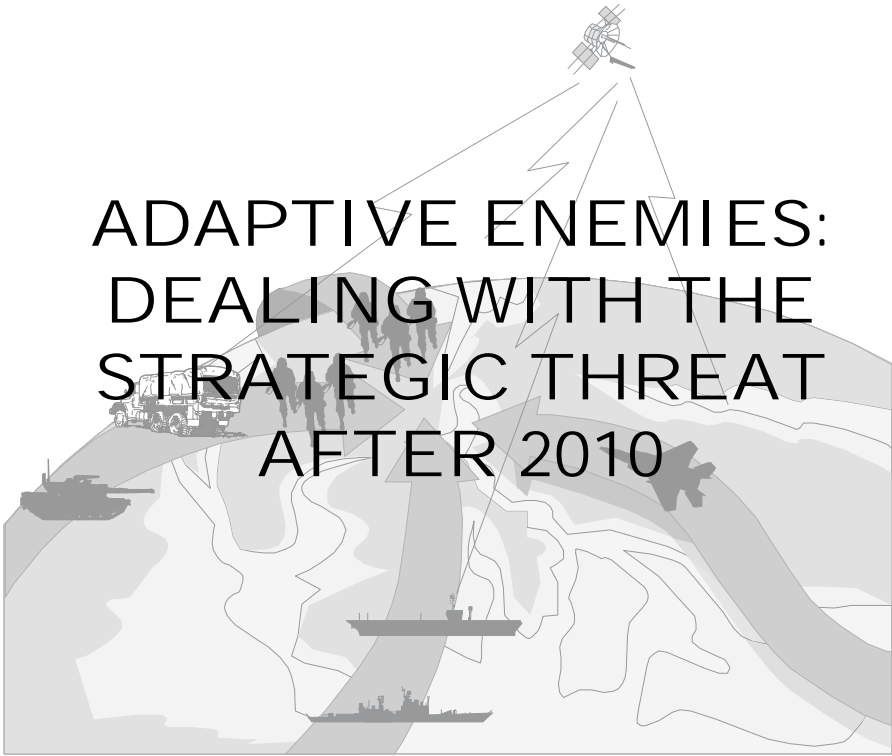 ADAPTIVE ENEMIES:
DEALING WITH THE
STRATEGIC THREAT
AFTER 2010